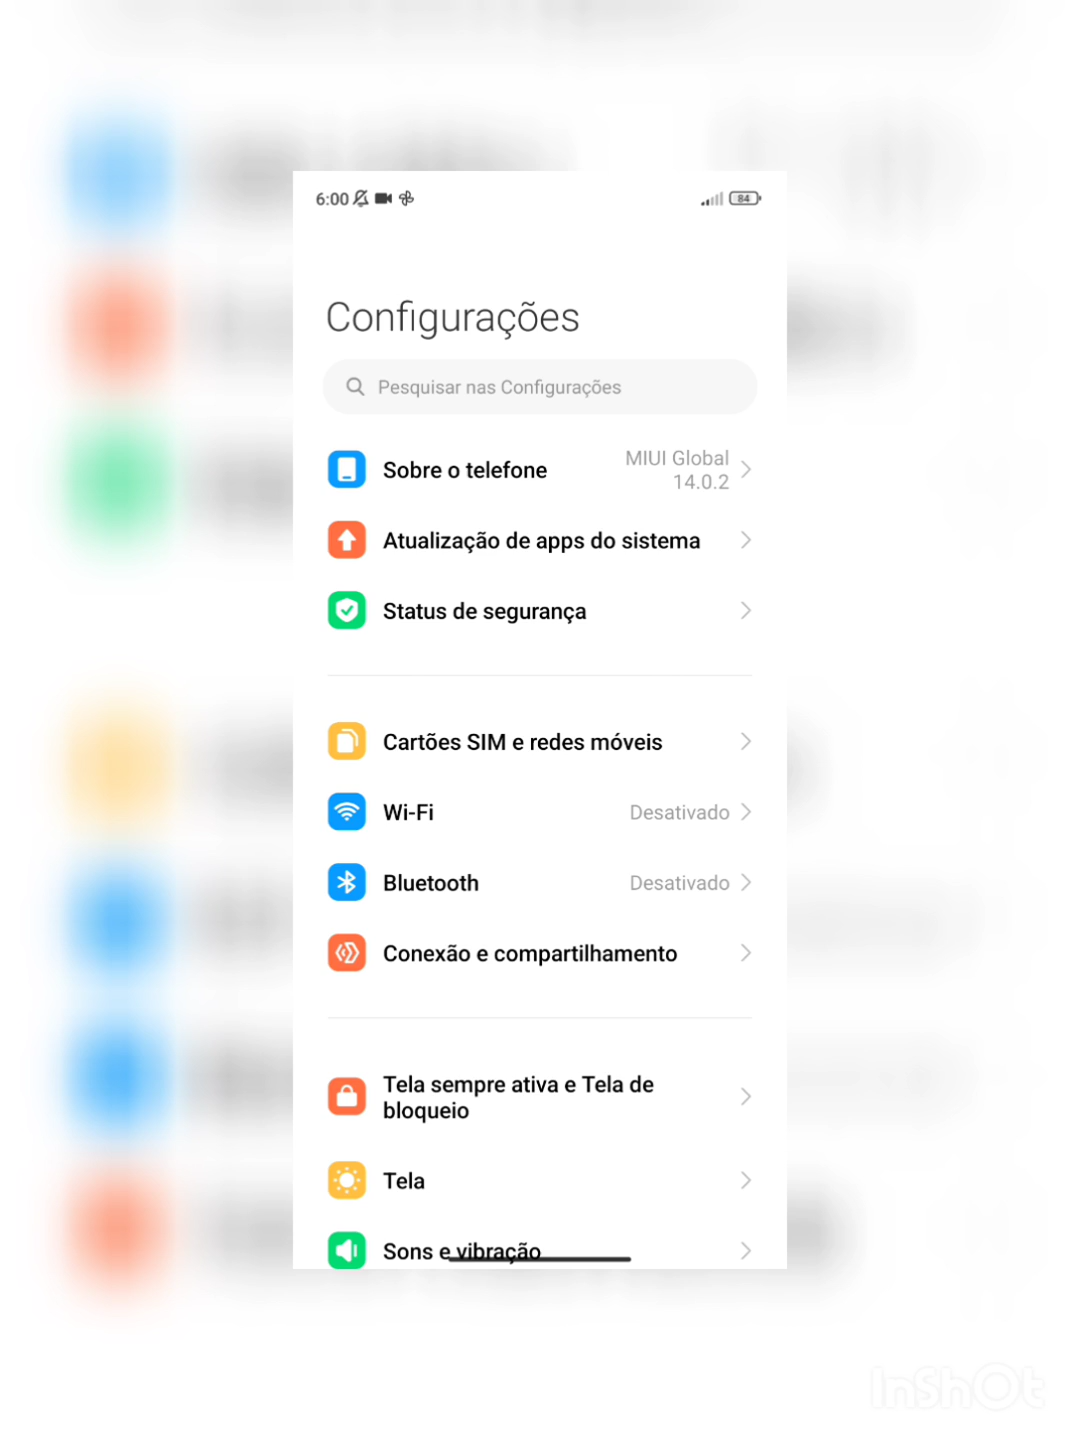 6:00
84
Configurações
Pesquisar nas Configurações
Sobre o telefone
MIUI Global
14.0.2
Atualização de apps do sistema
Status de segurança
Cartões SIM e redes móveis
Wi-Fi
Desativado
Bluetooth
Desativado
Conexão e compartilhamento
Tela sempre ativa e Tela de
bloqueio
Tela
Sons e vibração
InShOt